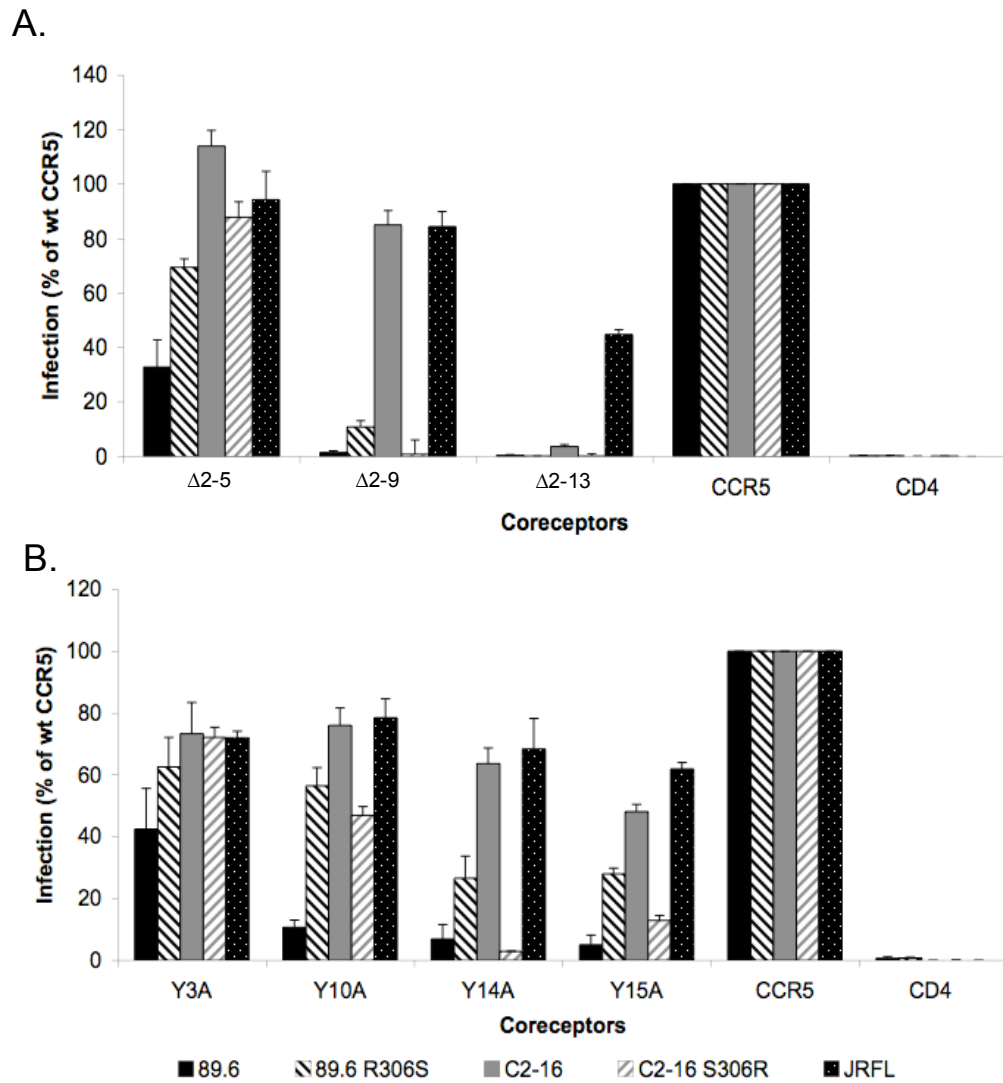 A.
140
120
100
80
60
40
20
0
Infection (% of wt CCR5)
Δ2-5 Δ2-9 Δ2-13 CCR5 CD4
Coreceptors
B.
120
100
80
60
40
20
0
Infection (% of wt CCR5)
Y3A Y10A Y14A Y15A CCR5 CD4
Coreceptors
89.6 89.6 R306S C2-16 C2-16 S306R JRFL